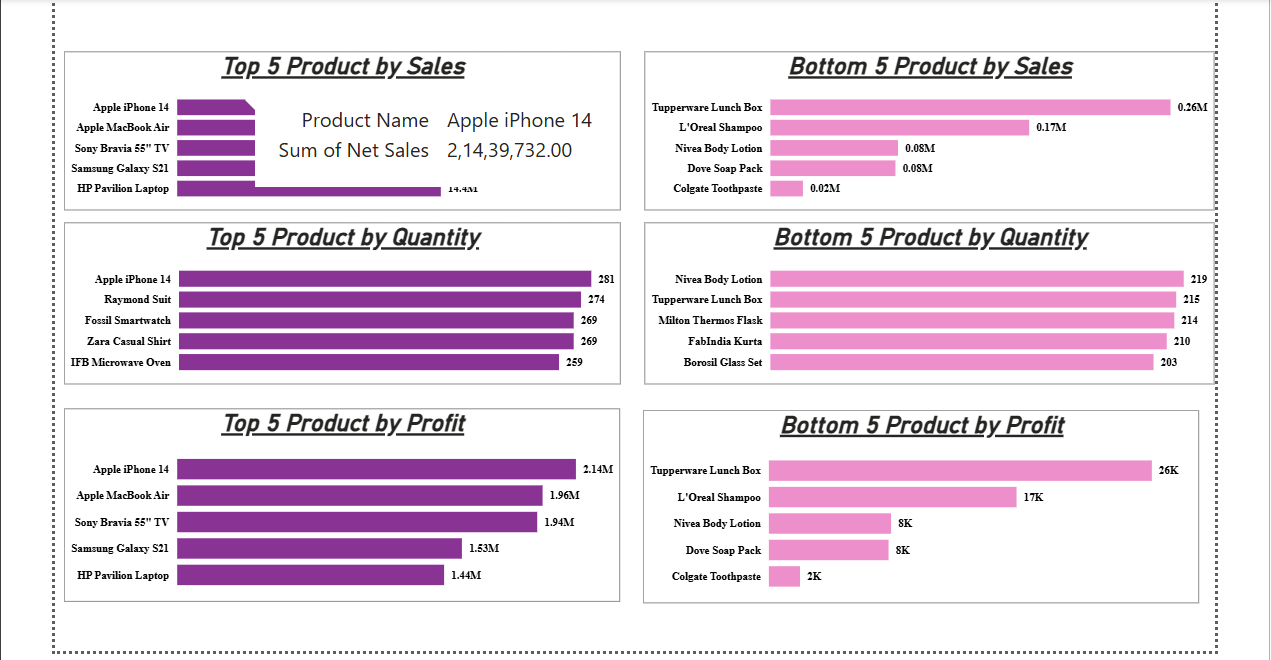 Top 5 Product by Sales
Apple iPhone 14
Apple MacBook Air
Sony Bravia 55" TV
Samsung Galaxy S21
HP Pavilion Laptop
14.4M
Product Name Apple iPhone 14
Sum of Net Sales 2,14,39,732.00
Bottom 5 Product by Sales
Tupperware Lunch Box 0.26M
L'Oreal Shampoo 0.17M
Nivea Body Lotion 0.08M
Dove Soap Pack 0.08M
Colgate Toothpaste 0.02M
Top 5 Product by Quantity
Apple iPhone 14 281
Raymond Suit 274
Fossil Smartwatch 269
Zara Casual Shirt 269
IFB Microwave Oven 259
Bottom 5 Product by Quantity
Nivea Body Lotion 219
Tupperware Lunch Box 215
Milton Thermos Flask 214
FabIndia Kurta 210
Borosil Glass Set 203
Top 5 Product by Profit
Apple iPhone 14 2.14M
Apple MacBook Air 1.96M
Sony Bravia 55" TV 1.94M
Samsung Galaxy S21 1.53M
HP Pavilion Laptop 1.44M
Bottom 5 Product by Profit
Tupperware Lunch Box 26K
L'Oreal Shampoo 17K
Nivea Body Lotion 8K
Dove Soap Pack 8K
Colgate Toothpaste 2K